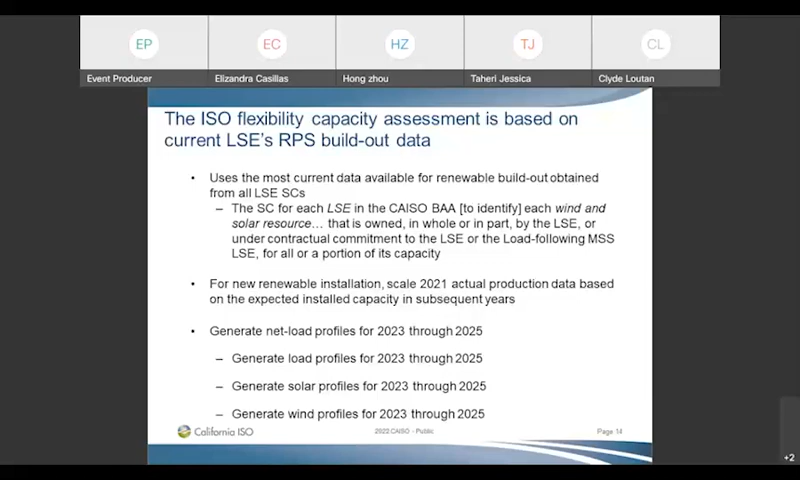 EP
EC
HZ
TJ
CL
Event Producer
Elizandra Casillas
Hong zhou
Taheri Jessica
Clyde Loutan
The ISO flexibility capacity assessment is based on
current LSE's RPS build-out data
• Uses the most current data available for renewable build-out obtained
from all LSE SCs
– The SC for each LSE in the CAISO BAA [to identify] each wind and
solar resource… that is owned, in whole or in part, by the LSE, or
under contractual commitment to the LSE or the Load-following MSS
LSE, for all or a portion of its capacity
• For new renewable installation, scale 2021 actual production data based
on the expected installed capacity in subsequent years
• Generate net-load profiles for 2023 through 2025
– Generate load profiles for 2023 through 2025
– Generate solar profiles for 2023 through 2025
– Generate wind profiles for 2023 through 2025
California ISO
2022 CAISO - Public
Page 14
+2